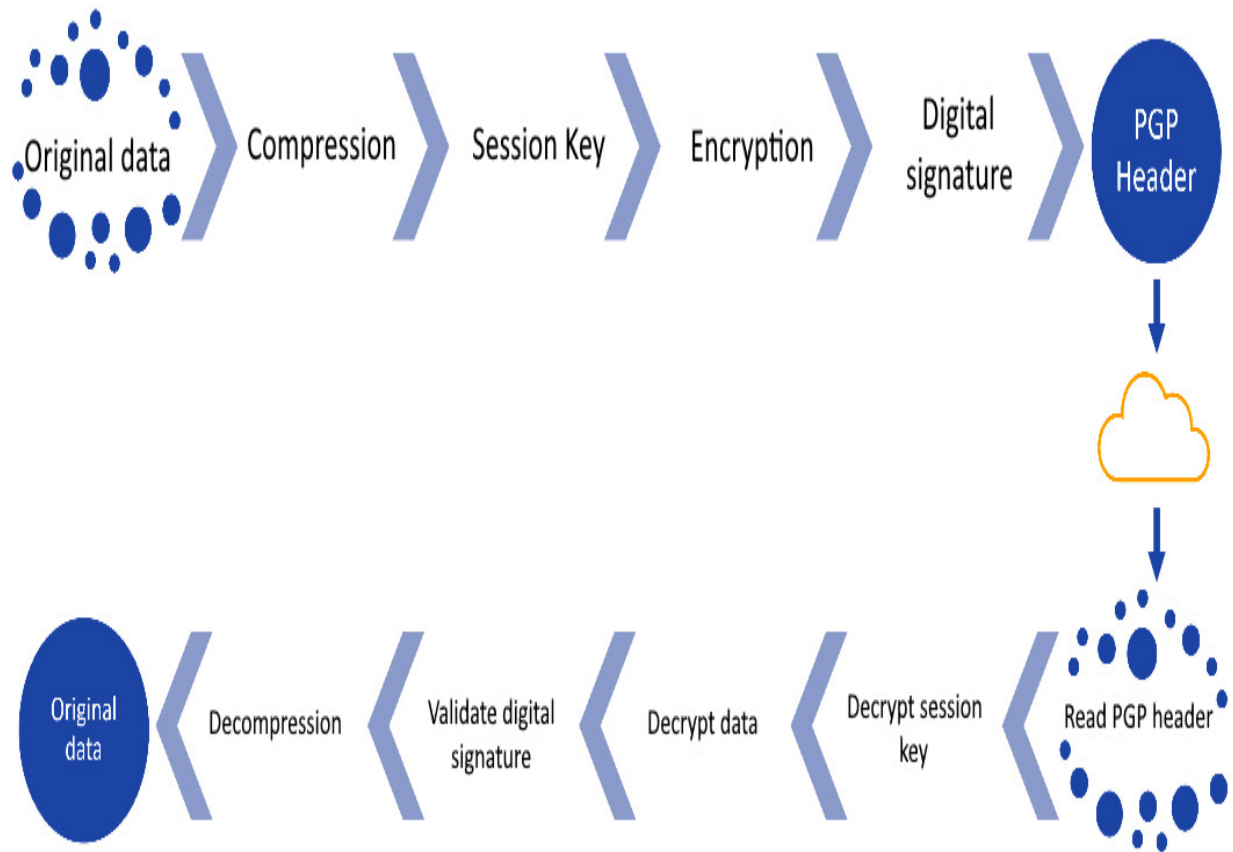 Original data
Compression
Session Key
Encryption
Digital
signature
PGP
Header
Read PGP header
Decrypt session
key
Decrypt data
Validate digital
signature
Decompression
Original
data